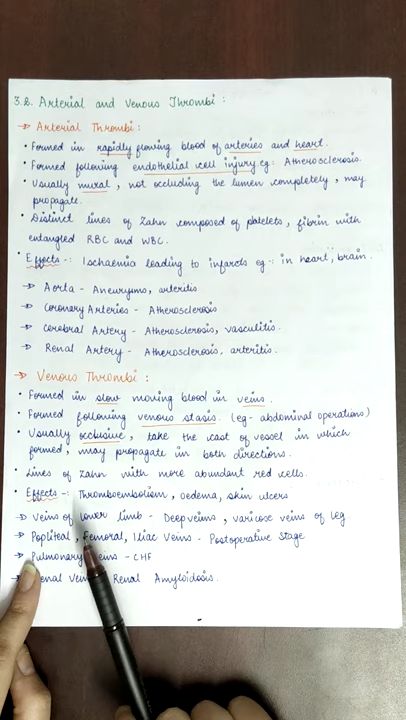 3.2. Arterial and Venous Thrombi :
→ Arterial Thrombi :
• Formed in rapidly flowing blood of arteries and heart.
• Formed following endothelial cell injury. eg: Atherosclerosis.
• Usually mural, not occluding the lumen completely, may
propagate.
• Distinct lines of Zahn composed of platelets, fibrin with
entangled RBC and WBC.
• Effects -: Ischaemia leading to infarcts eg-: in heart, brain.
→ Aorta - Aneurysms, arteritis
→ Coronary Arteries - Atherosclerosis
→ Cerebral Artery - Atherosclerosis, vasculitis.
→ Renal Artery - Atherosclerosis, arteritis.
→ Venous Thrombi :
• Formed in slow moving blood in veins.
• Formed following venous stasis. (eg - abdominal operations)
• Usually occlusive, take the cast of vessel in which
formed, may propagate in both directions.
• Lines of Zahn with more abundant red cells.
• Effects -: Thromboembolism, oedema, skin ulcers
→ Veins of lower limb - Deep veins, varicose veins of leg
→ Popliteal, Femoral, Iliac Veins - Postoperative stage
→ Pulmonary Veins - CHF
Renal Amyloidosis.